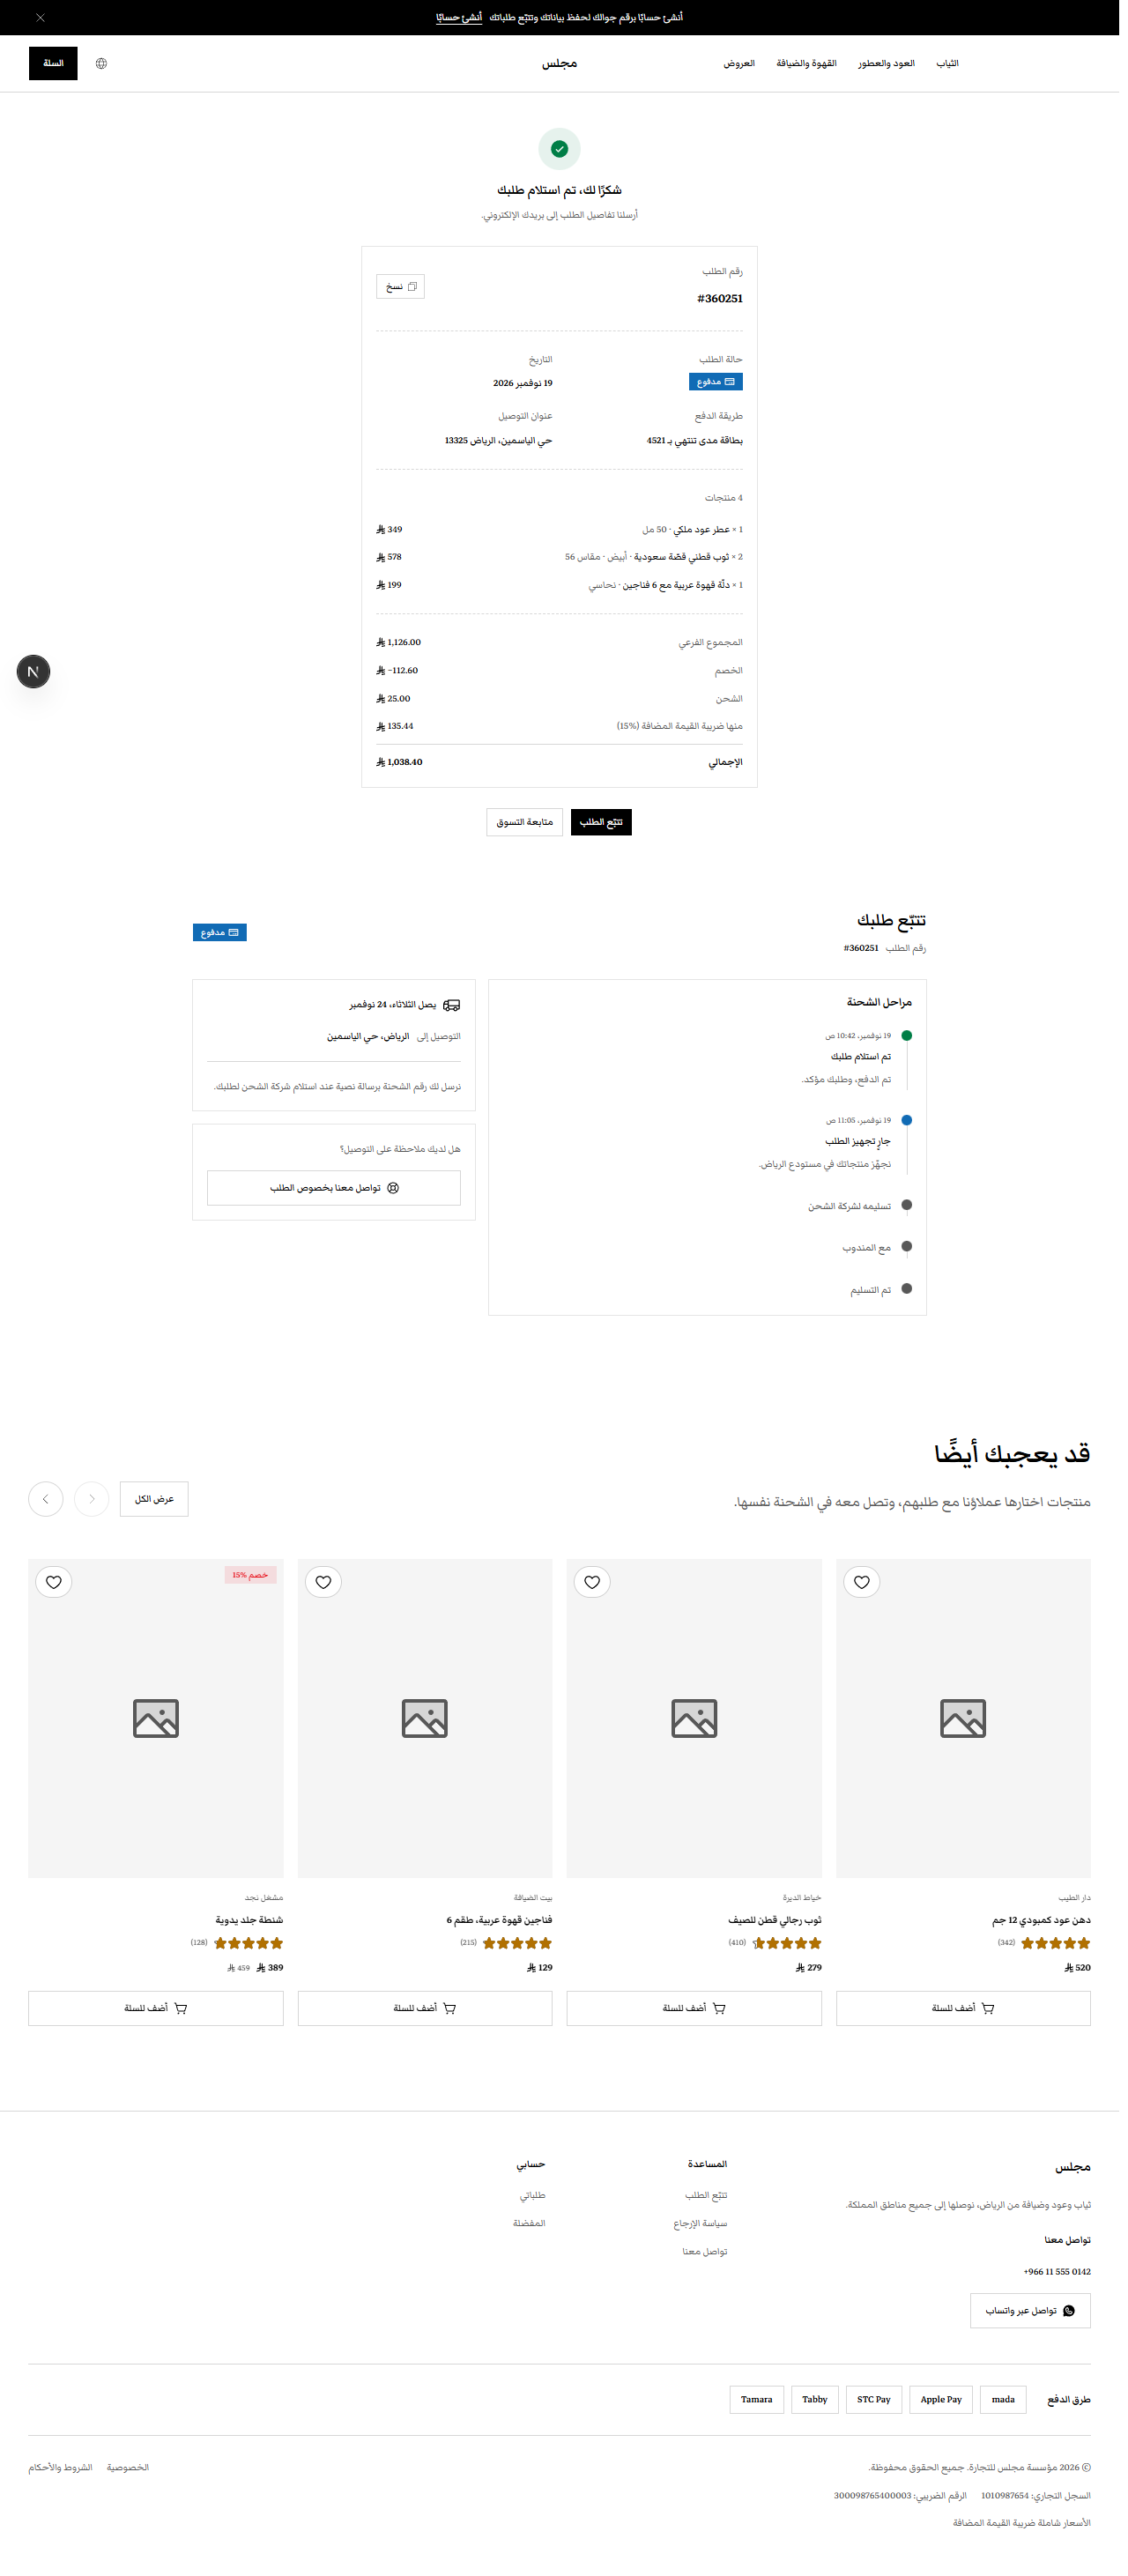 أنشئ حسابًا برقم جوالك لحفظ بياناتك وتتبّع طلباتك أنشئ حسابًا
الثياب العود والعطور القهوة والضيافة العروض
مجلس
السلة
شكرًا لك، تم استلام طلبك
أرسلنا تفاصيل الطلب إلى بريدك الإلكتروني.
رقم الطلب
#360251
نسخ
حالة الطلب التاريخ
مدفوع 19 نوفمبر 2026
طريقة الدفع عنوان التوصيل
بطاقة مدى تنتهي بـ 4521 حي الياسمين، الرياض 13325
4 منتجات
1 × عطر عود ملكي · 50 مل 349 ⃁
2 × ثوب قطني قصّة سعودية · أبيض · مقاس 56 578 ⃁
1 × دلّة قهوة عربية مع 6 فناجين · نحاسي 199 ⃁
المجموع الفرعي 1,126.00 ⃁
الخصم −112.60 ⃁
الشحن 25.00 ⃁
منها ضريبة القيمة المضافة (15%) 135.44 ⃁
الإجمالي 1,038.40 ⃁
تتبّع الطلب متابعة التسوق
تتبّع طلبك
رقم الطلب #360251
مدفوع
مراحل الشحنة
19 نوفمبر، 10:42 ص
تم استلام طلبك
تم الدفع، وطلبك مؤكد.
19 نوفمبر، 11:05 ص
جارٍ تجهيز الطلب
نجهّز منتجاتك في مستودع الرياض.
تسليمه لشركة الشحن
مع المندوب
تم التسليم
يصل الثلاثاء، 24 نوفمبر
التوصيل إلى الرياض، حي الياسمين
نرسل لك رقم الشحنة برسالة نصية عند استلام شركة الشحن لطلبك.
هل لديك ملاحظة على التوصيل؟
تواصل معنا بخصوص الطلب
قد يعجبك أيضًا
منتجات اختارها عملاؤنا مع طلبهم، وتصل معه في الشحنة نفسها.
عرض الكل
دار الطيب
دهن عود كمبودي 12 جم
(342)
520 ⃁
أضف للسلة
خياط الديرة
ثوب رجالي قطن للصيف
(410)
279 ⃁
أضف للسلة
بيت الضيافة
فناجين قهوة عربية، طقم 6
(215)
129 ⃁
أضف للسلة
خصم 15%
مشغل نجد
شنطة جلد يدوية
(128)
389 ⃁ 459 ⃁
أضف للسلة
مجلس
ثياب وعود وضيافة من الرياض، نوصلها إلى جميع مناطق المملكة.
تواصل معنا
+966 11 555 0142
تواصل عبر واتساب
المساعدة
تتبّع الطلب
سياسة الإرجاع
تواصل معنا
حسابي
طلباتي
المفضلة
طرق الدفع mada Apple Pay STC Pay Tabby Tamara
© 2026 مؤسسة مجلس للتجارة. جميع الحقوق محفوظة.
الخصوصية الشروط والأحكام
السجل التجاري: 1010987654 الرقم الضريبي: 300098765400003
الأسعار شاملة ضريبة القيمة المضافة